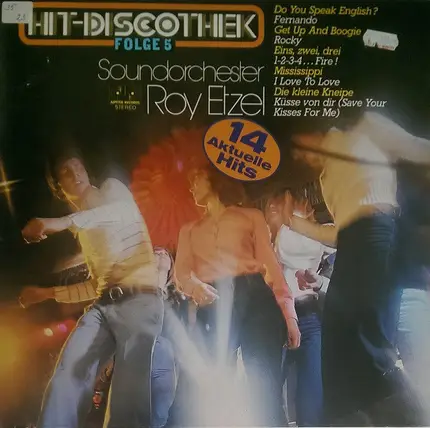 HIT-DISCOTHEK
FOLGE 5
Soundorchester
Roy Etzel
STEREO
14
Aktuelle
Hits
Do You Speak English?
Fernando
Get Up And Boogie
Rocky
Eins, zwei, drei
1-2-3-4...Fire!
Mississippi
I Love To Love
Die kleine Kneipe
Küsse von dir (Save Your
Kisses For Me)